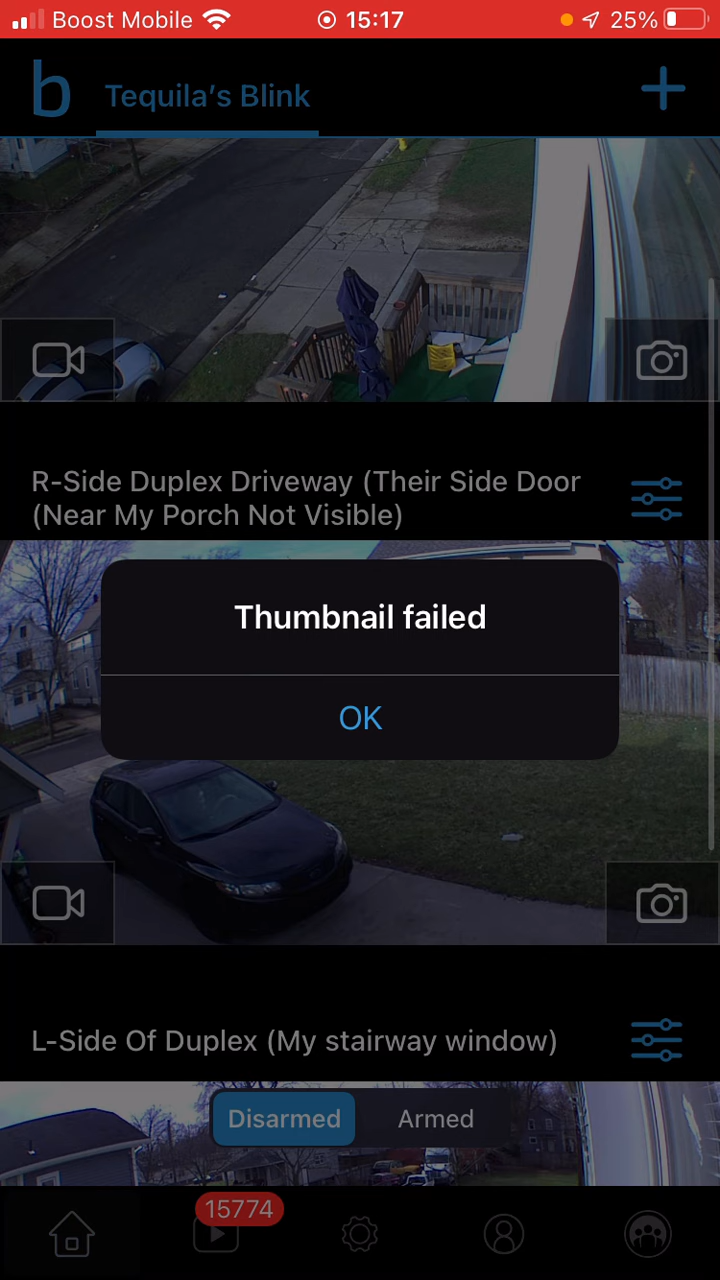 Boost Mobile 15:17 25%
b Tequila's Blink
R-Side Duplex Driveway (Their Side Door
(Near My Porch Not Visible)
Thumbnail failed
OK
L-Side Of Duplex (My stairway window)
Disarmed Armed
15774